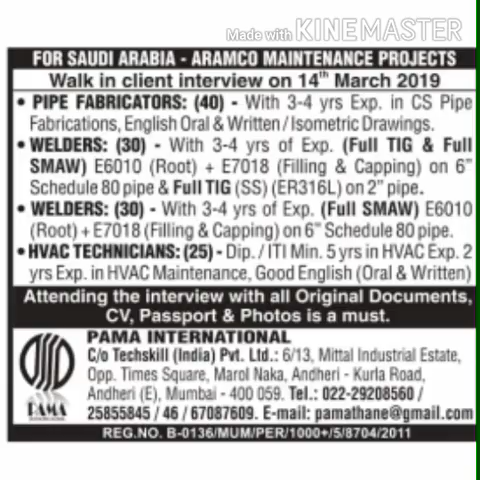 Made with KINEMASTER
FOR SAUDI ARABIA - ARAMCO MAINTENANCE PROJECTS
Walk in client interview on 14th March 2019
• PIPE FABRICATORS: (40) - With 3-4 yrs Exp. in CS Pipe
Fabrications, English Oral & Written / Isometric Drawings.
• WELDERS: (30) - With 3-4 yrs of Exp. (Full TIG & Full
SMAW) E6010 (Root) + E7018 (Filling & Capping) on 6"
Schedule 80 pipe & Full TIG (SS) (ER316L) on 2" pipe.
• WELDERS: (30) - With 3-4 yrs of Exp. (Full SMAW) E6010
(Root) + E7018 (Filling & Capping) on 6" Schedule 80 pipe.
• HVAC TECHNICIANS: (25) - Dip. / ITI Min. 5 yrs in HVAC Exp. 2
yrs Exp. in HVAC Maintenance, Good English (Oral & Written)
Attending the interview with all Original Documents,
CV, Passport & Photos is a must.
PAMA INTERNATIONAL
C/o Techskill (India) Pvt. Ltd.: 6/13, Mittal Industrial Estate,
Opp. Times Square, Marol Naka, Andheri - Kurla Road,
Andheri (E), Mumbai - 400 059. Tel.: 022-29208560 /
25855845 / 46 / 67087609. E-mail: pamathane@gmail.com
PAMA
REG.NO. B-0136/MUM/PER/1000+/5/8704/2011